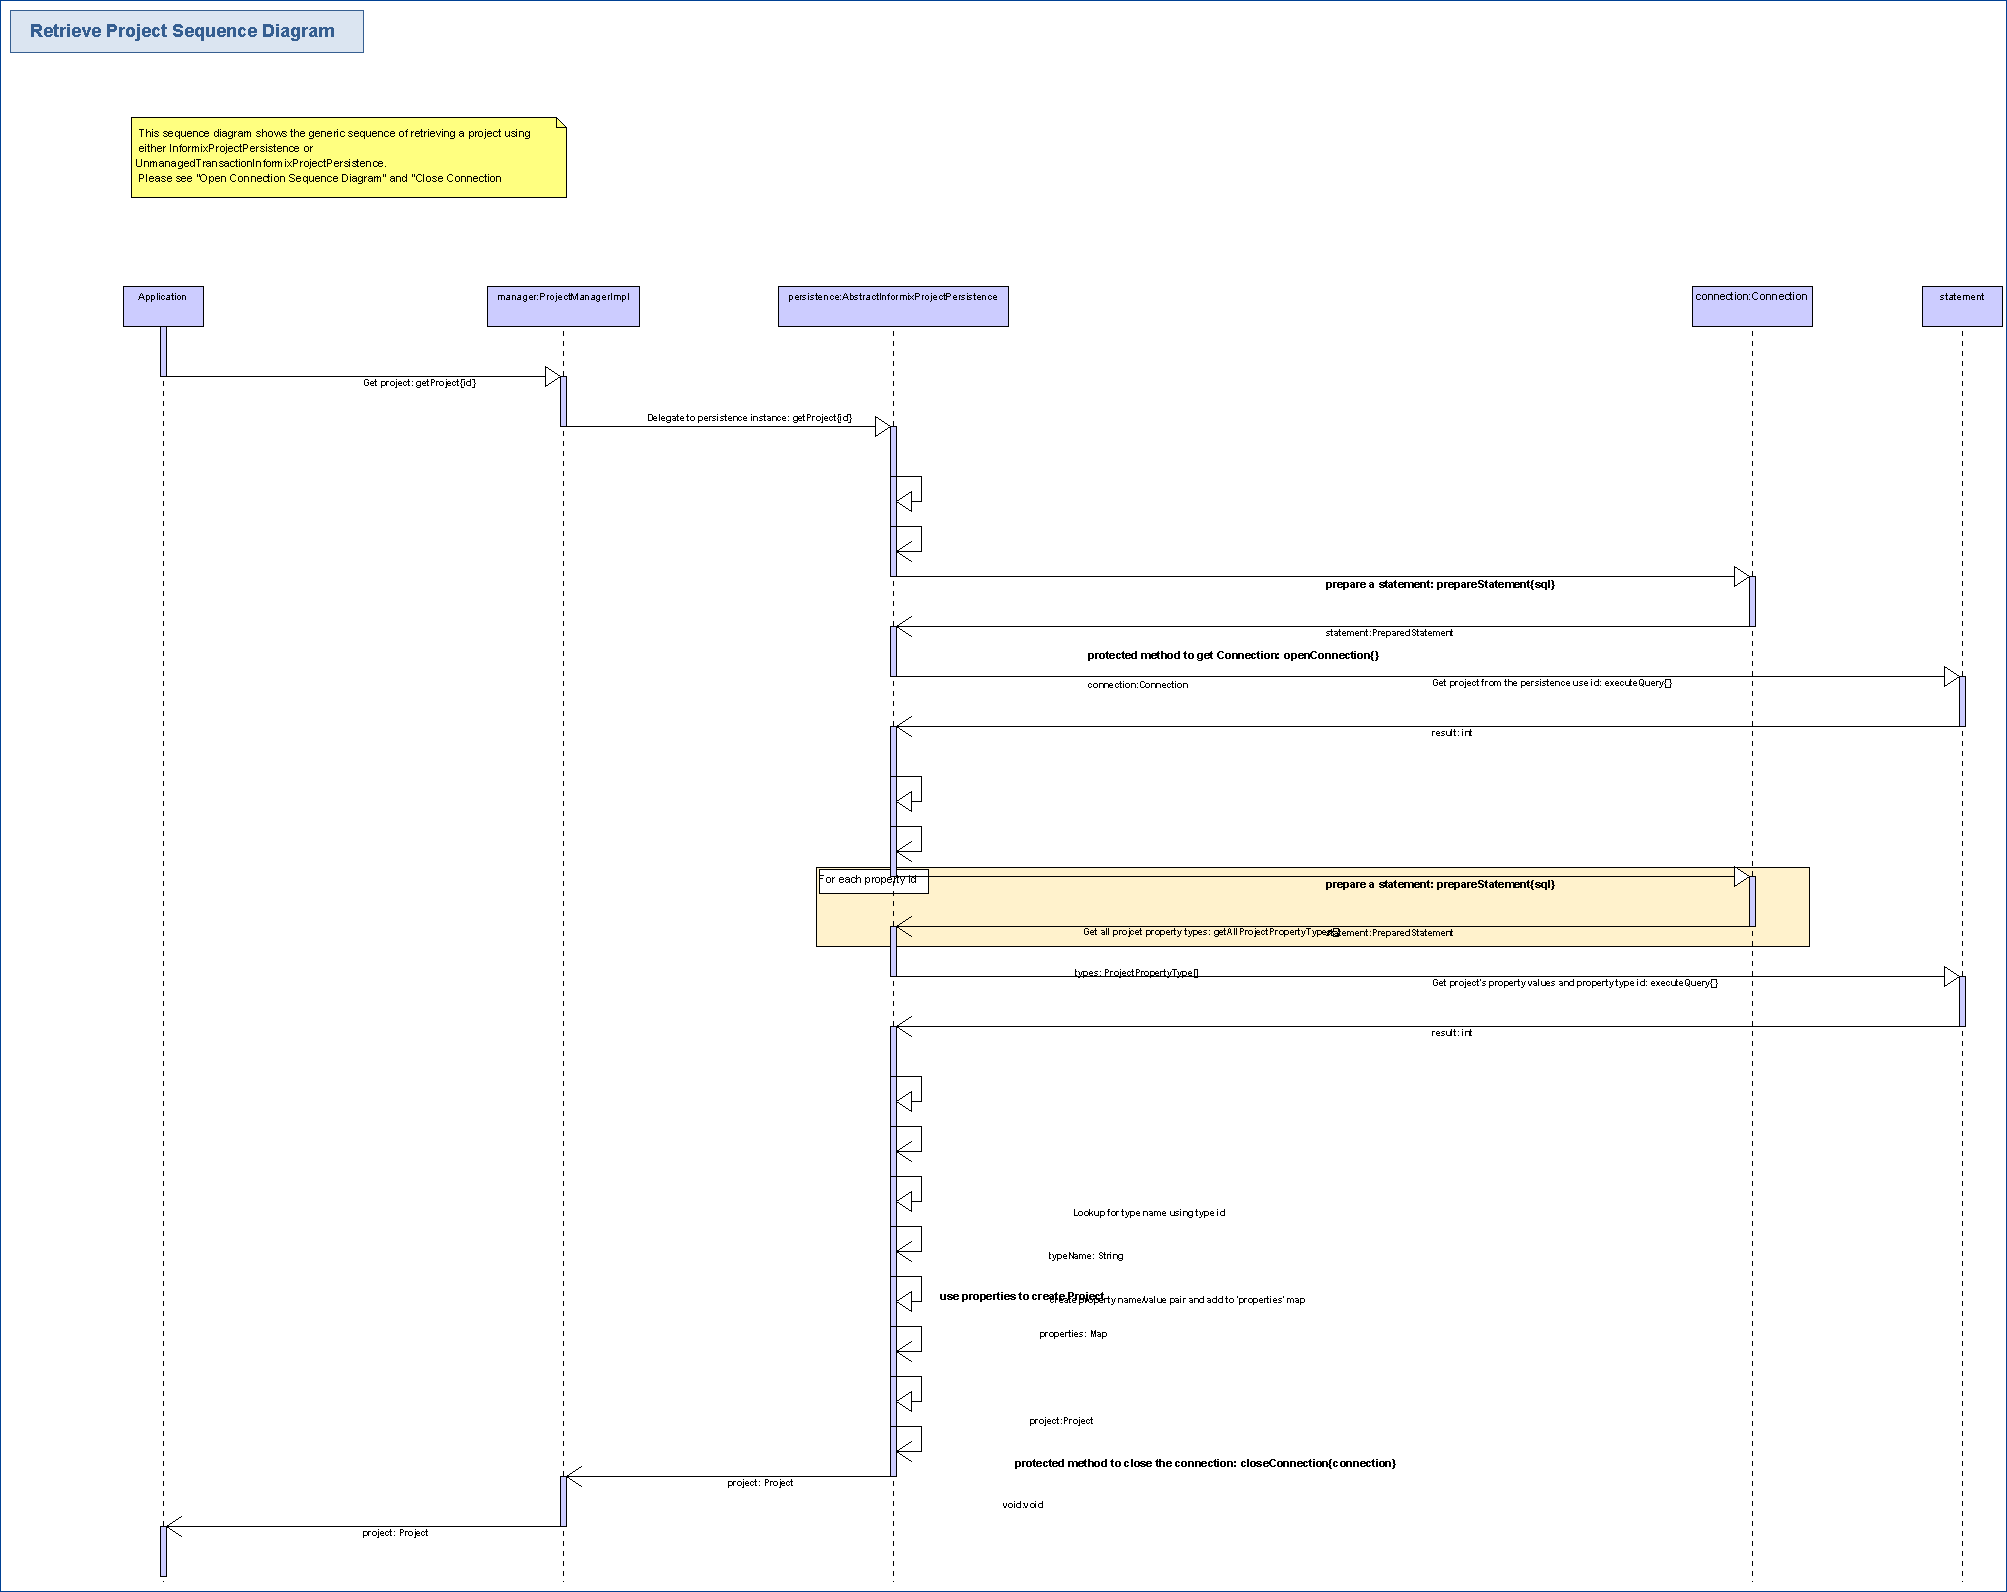 Retrieve Project Sequence Diagram
This sequence diagram shows the generic sequence of retrieving a project using
either InformixProjectPersistence or
UnmanagedTransactionInformixProjectPersistence.
Please see "Open Connection Sequence Diagram" and "Close Connection
Application
manager:ProjectManagerImpl
persistence:AbstractInformixProjectPersistence
connection:Connection
statement
Get project: getProject{id}
Delegate to persistence instance: getProject{id}
prepare a statement: prepareStatement{sql}
statement:PreparedStatement
protected method to get Connection: openConnection{}
connection:Connection
Get project from the persistence use id: executeQuery{}
result: int
For each property id
prepare a statement: prepareStatement{sql}
Get all projcet property types: getAllProjectPropertyTypes{}
statement:PreparedStatement
types: ProjectPropertyType[]
Get project's property values and property type id: executeQuery{}
result: int
Lookup for type name using type id
typeName: String
use properties to create Project
create property name/value pair and add to 'properties' map
properties: Map
project:Project
protected method to close the connection: closeConnection{connection}
project: Project
void:void
project: Project